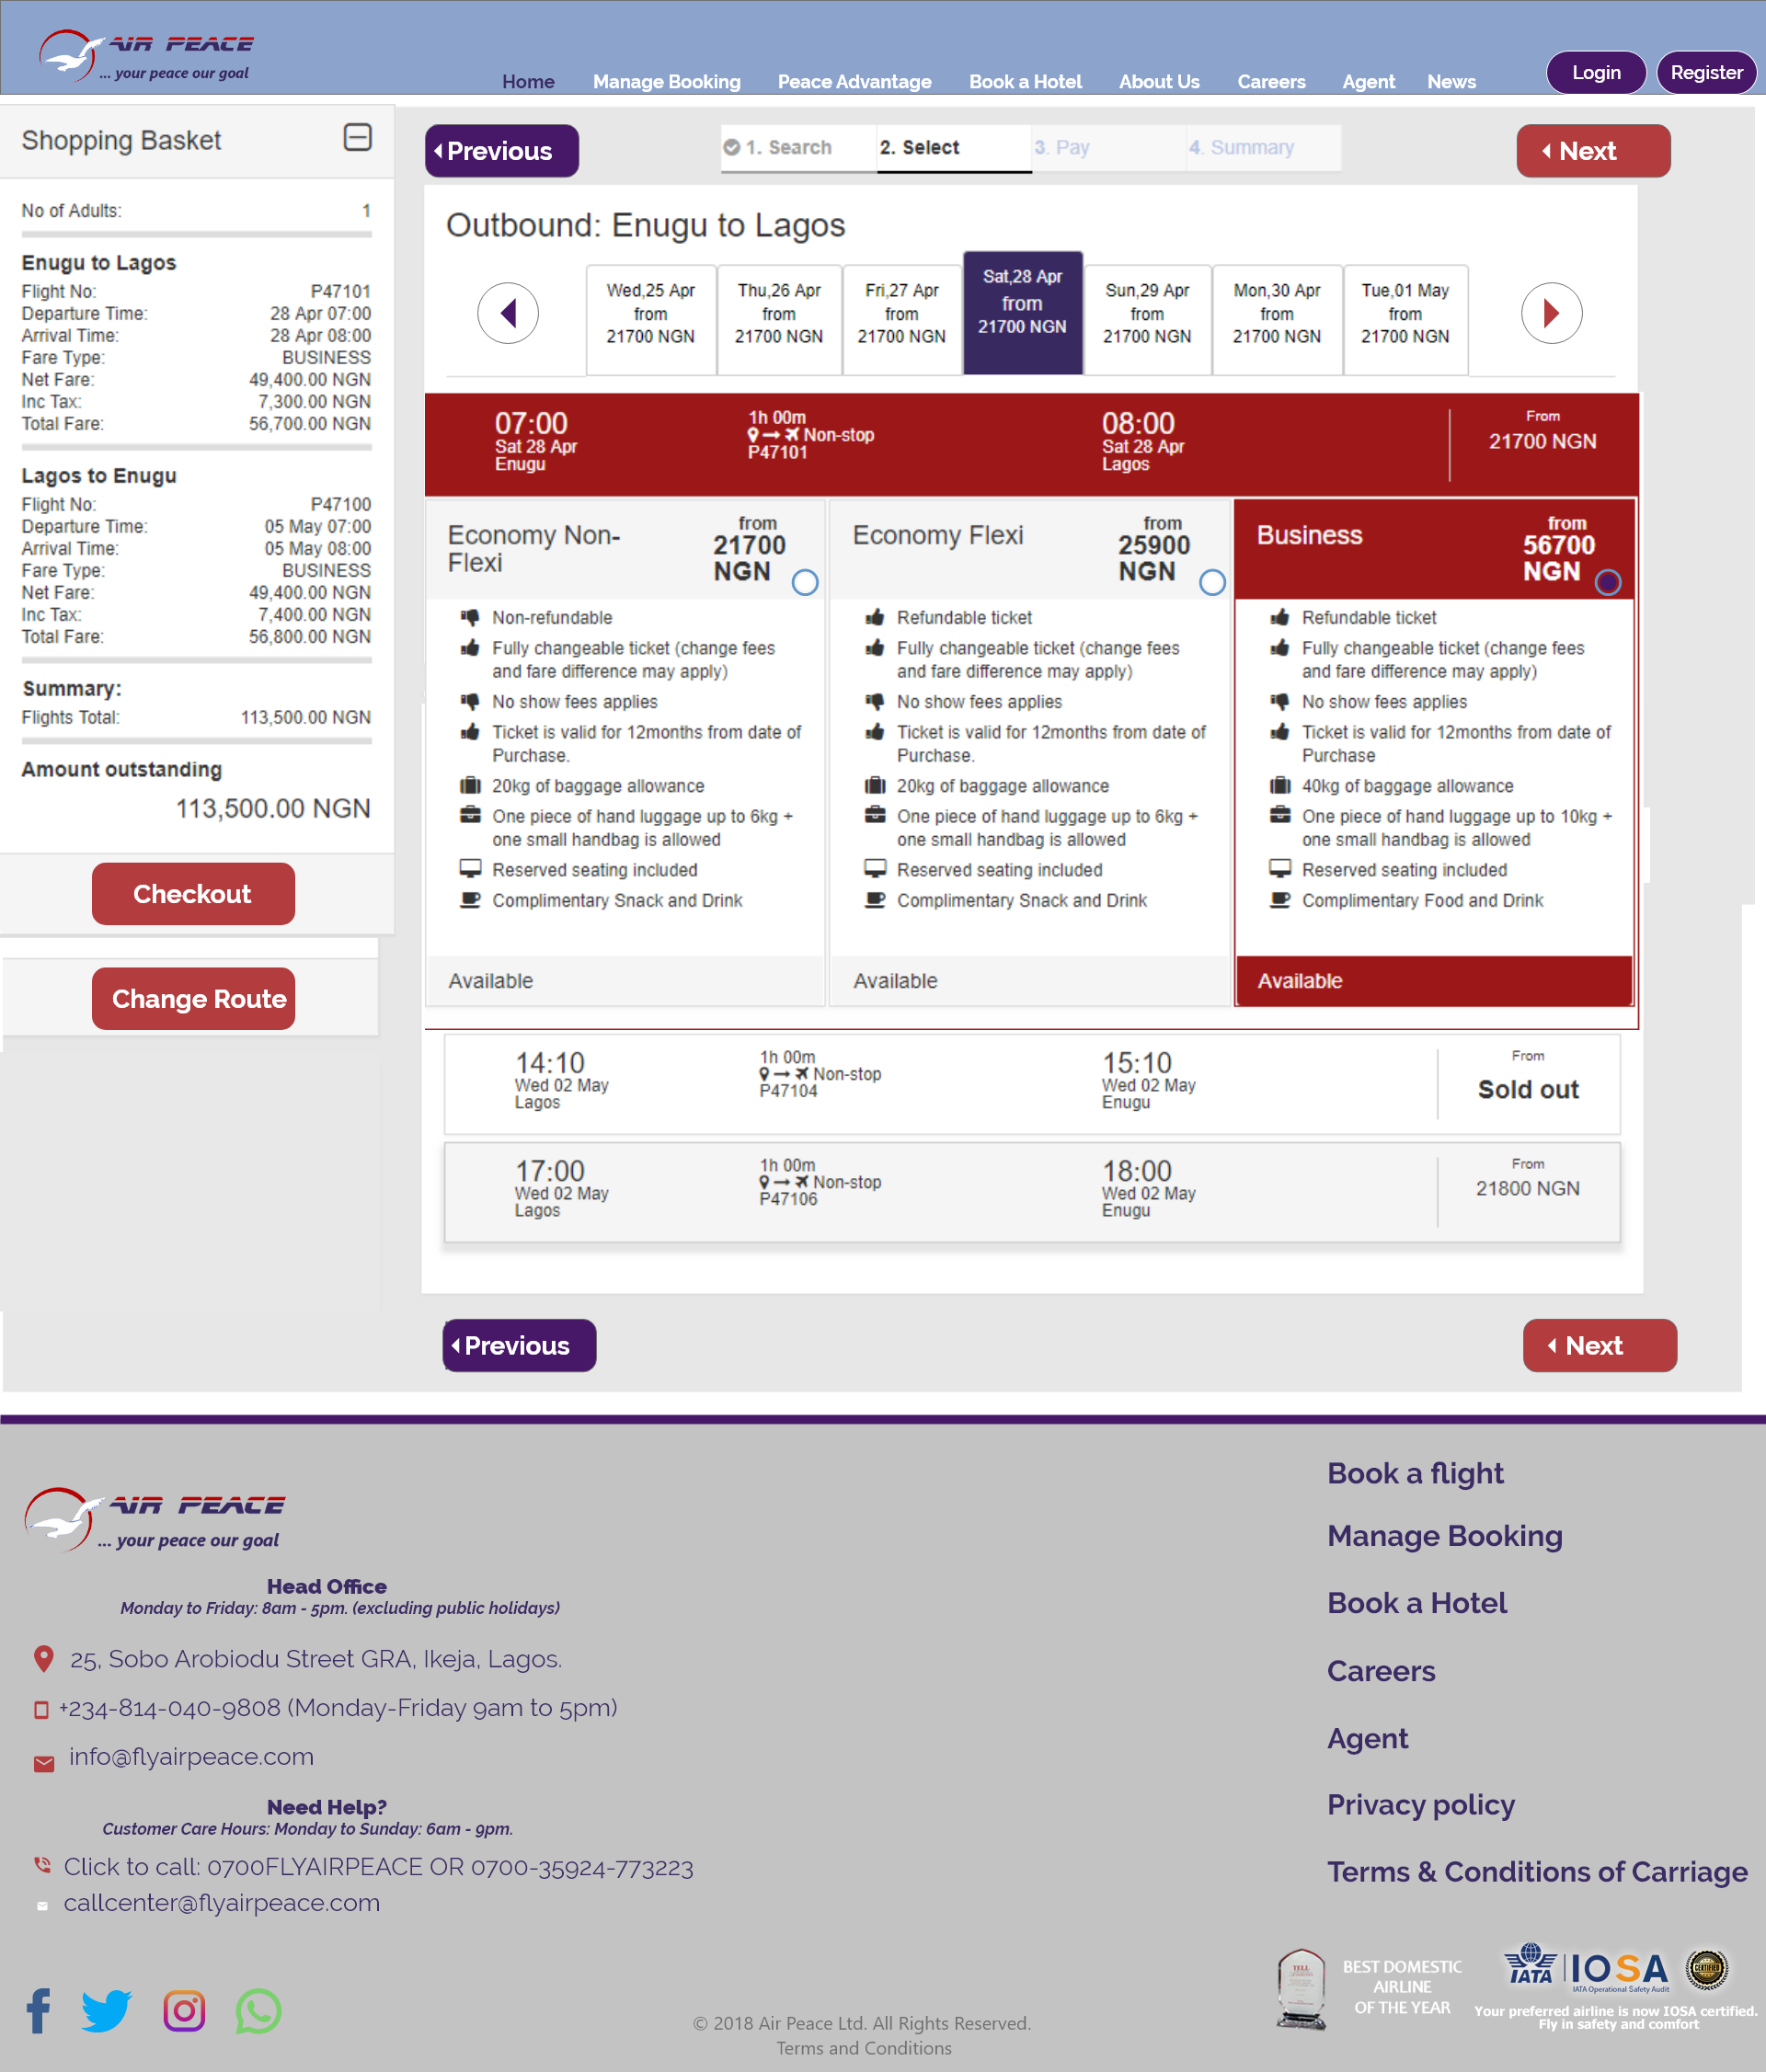 AIR PEACE
... your peace our goal
Home Manage Booking Peace Advantage Book a Hotel About Us Careers Agent News
Login Register
Shopping Basket
No of Adults: 1
Enugu to Lagos
Flight No: P47101
Departure Time: 28 Apr 07:00
Arrival Time: 28 Apr 08:00
Fare Type: BUSINESS
Net Fare: 49,400.00 NGN
Inc Tax: 7,300.00 NGN
Total Fare: 56,700.00 NGN
Lagos to Enugu
Flight No: P47100
Departure Time: 05 May 07:00
Arrival Time: 05 May 08:00
Fare Type: BUSINESS
Net Fare: 49,400.00 NGN
Inc Tax: 7,400.00 NGN
Total Fare: 56,800.00 NGN
Summary:
Flights Total: 113,500.00 NGN
Amount outstanding
113,500.00 NGN
Checkout
Change Route
Previous
1. Search 2. Select 3. Pay 4. Summary
Next
Outbound: Enugu to Lagos
Wed,25 Apr
from
21700 NGN
Thu,26 Apr
from
21700 NGN
Fri,27 Apr
from
21700 NGN
Sat,28 Apr
from
21700 NGN
Sun,29 Apr
from
21700 NGN
Mon,30 Apr
from
21700 NGN
Tue,01 May
from
21700 NGN
07:00
Sat 28 Apr
Enugu
1h 00m
Non-stop
P47101
08:00
Sat 28 Apr
Lagos
From
21700 NGN
Economy Non-
Flexi
from
21700
NGN
Non-refundable
Fully changeable ticket (change fees
and fare difference may apply)
No show fees applies
Ticket is valid for 12months from date of
Purchase.
20kg of baggage allowance
One piece of hand luggage up to 6kg +
one small handbag is allowed
Reserved seating included
Complimentary Snack and Drink
Available
Economy Flexi
from
25900
NGN
Refundable ticket
Fully changeable ticket (change fees
and fare difference may apply)
No show fees applies
Ticket is valid for 12months from date of
Purchase.
20kg of baggage allowance
One piece of hand luggage up to 6kg +
one small handbag is allowed
Reserved seating included
Complimentary Snack and Drink
Available
Business
from
56700
NGN
Refundable ticket
Fully changeable ticket (change fees
and fare difference may apply)
No show fees applies
Ticket is valid for 12months from date of
Purchase
40kg of baggage allowance
One piece of hand luggage up to 10kg +
one small handbag is allowed
Reserved seating included
Complimentary Food and Drink
Available
14:10
Wed 02 May
Lagos
1h 00m
Non-stop
P47104
15:10
Wed 02 May
Enugu
From
Sold out
17:00
Wed 02 May
Lagos
1h 00m
Non-stop
P47106
18:00
Wed 02 May
Enugu
From
21800 NGN
Previous
Next
AIR PEACE
... your peace our goal
Head Office
Monday to Friday: 8am - 5pm. (excluding public holidays)
25, Sobo Arobiodu Street GRA, Ikeja, Lagos.
+234-814-040-9808 (Monday-Friday 9am to 5pm)
info@flyairpeace.com
Need Help?
Customer Care Hours: Monday to Sunday: 6am - 9pm.
Click to call: 0700FLYAIRPEACE OR 0700-35924-773223
callcenter@flyairpeace.com
Book a flight
Manage Booking
Book a Hotel
Careers
Agent
Privacy policy
Terms & Conditions of Carriage
BEST DOMESTIC
AIRLINE
OF THE YEAR
IATA
IOSA
IATA Operational Safety Audit
CERTIFIED
Your preferred airline is now IOSA certified.
Fly in safety and comfort
© 2018 Air Peace Ltd. All Rights Reserved.
Terms and Conditions